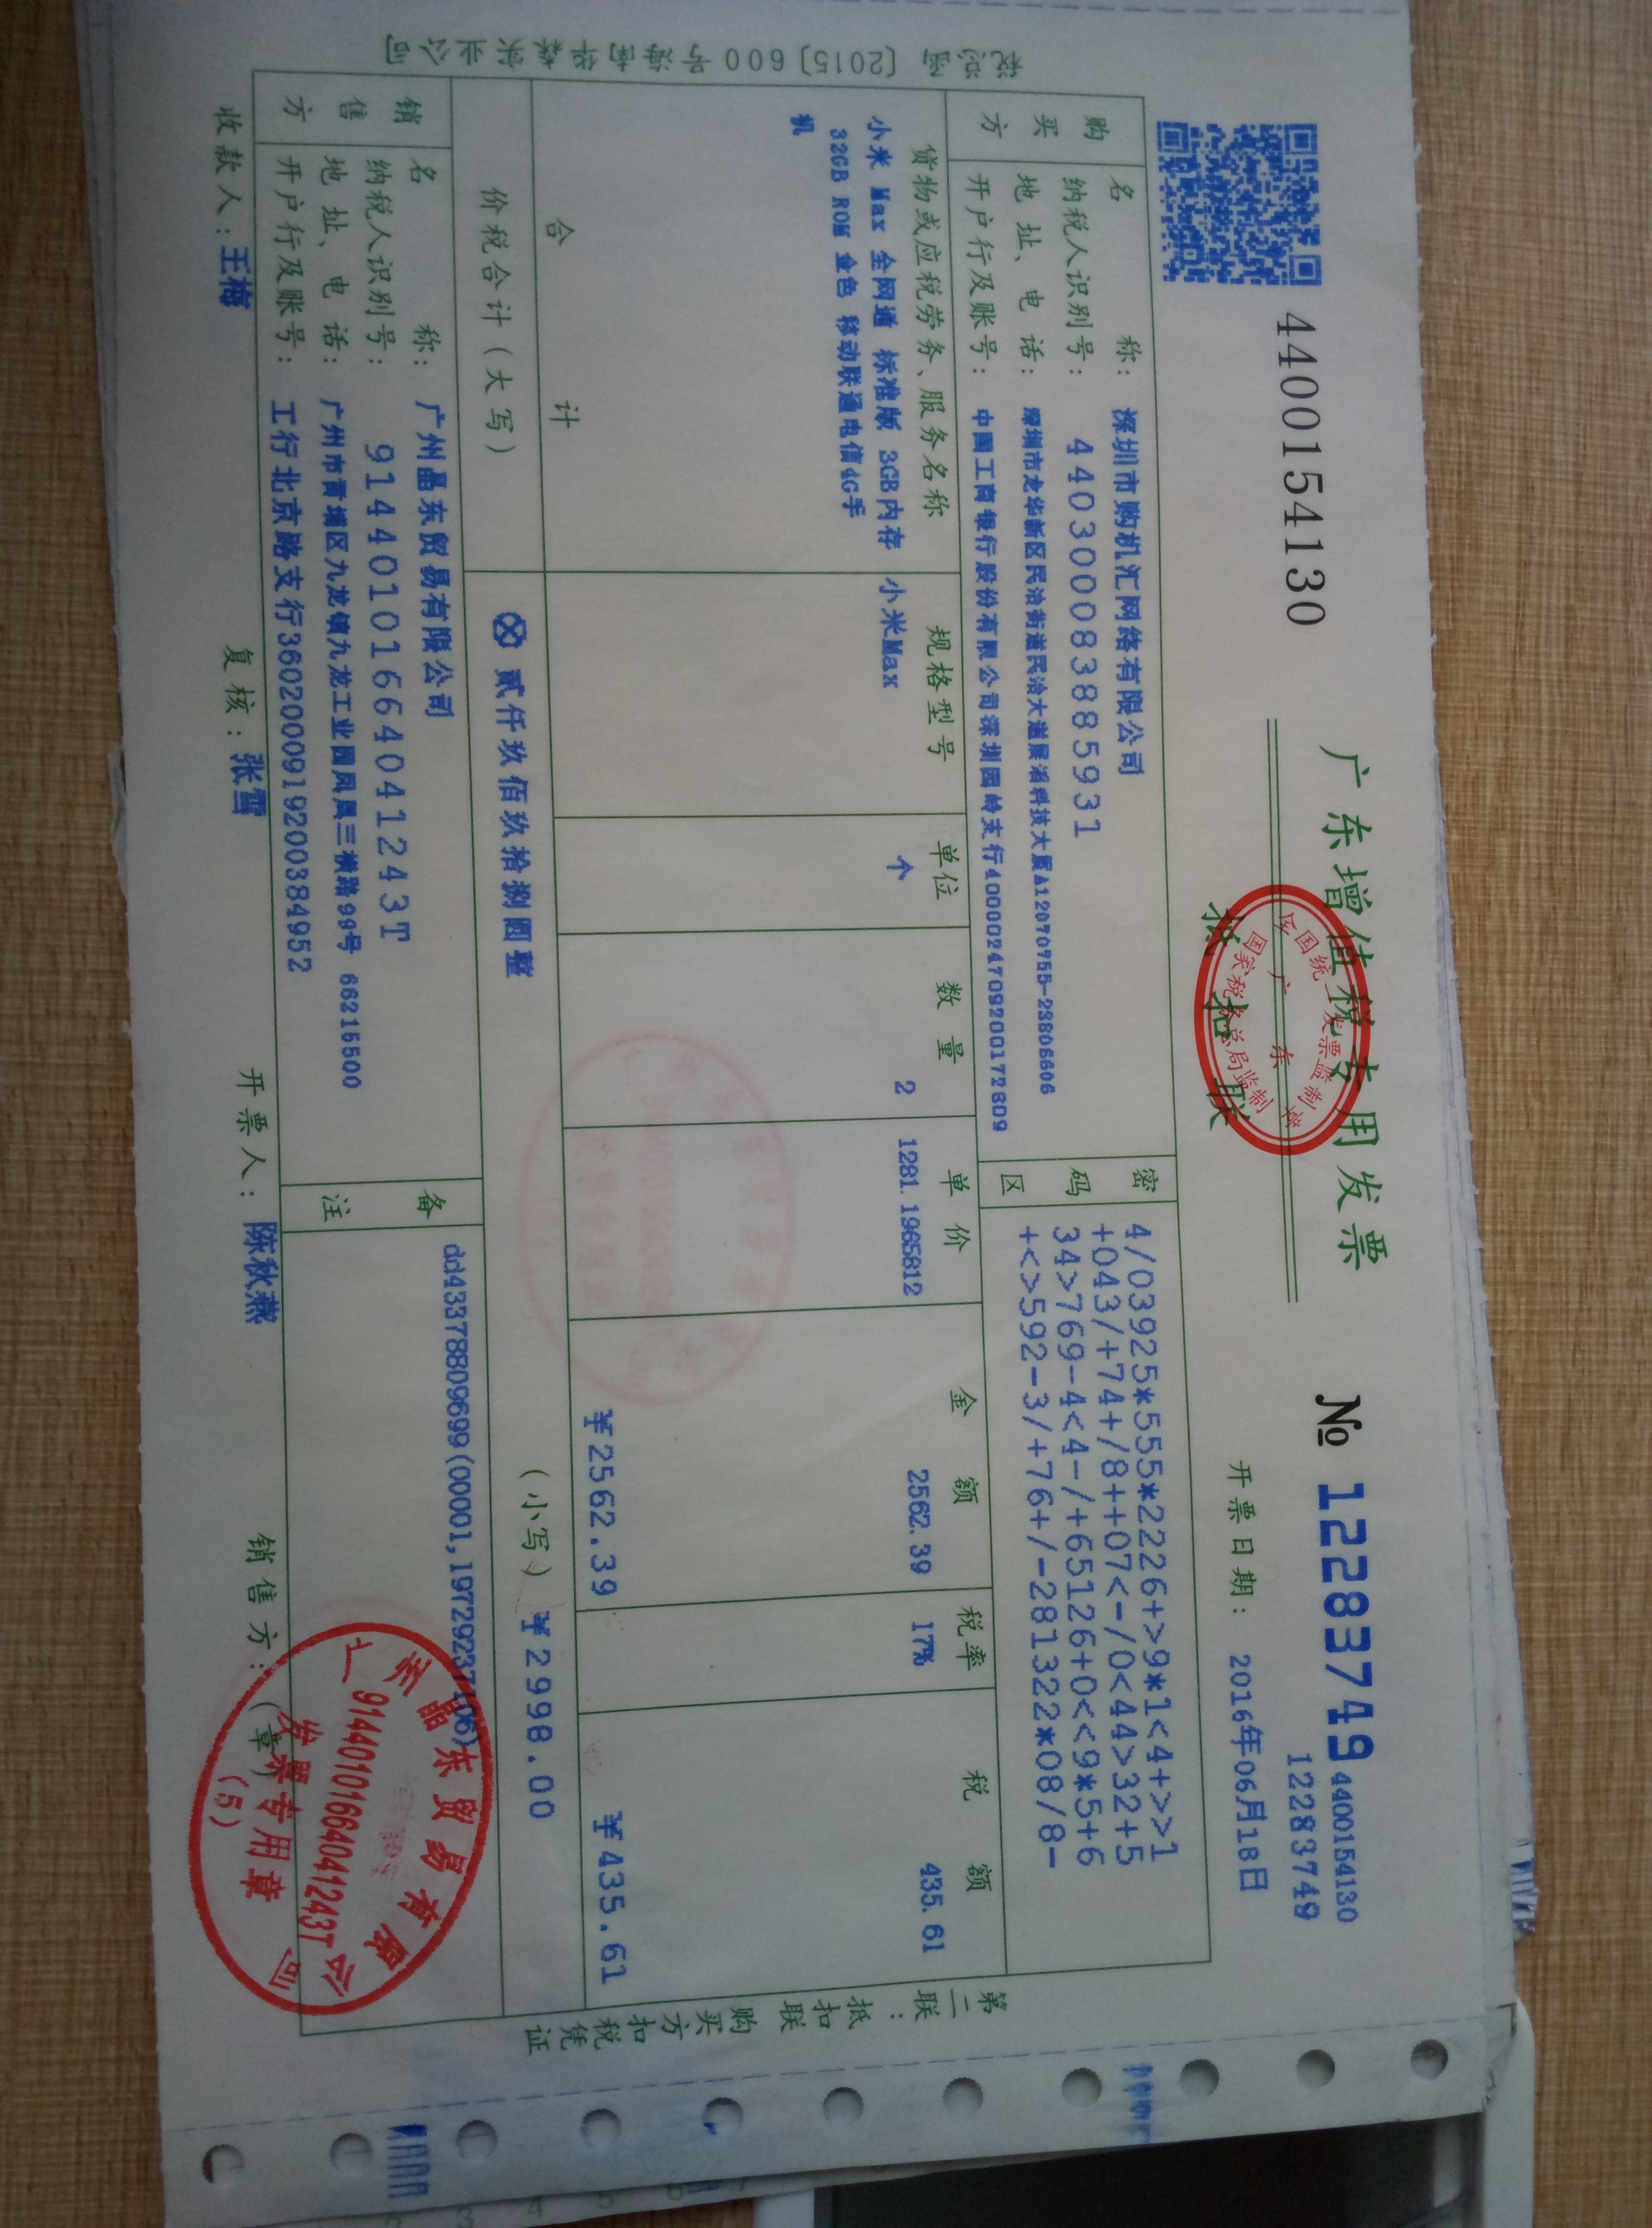 4400154130
广东增值税专用发票
№ 12283749
4400154130
12283749
抵扣联
开票日期: 2016年06月18日
全国统一发票监制章
广东
国家税务总局监制
购买方
名称: 深圳市购机汇网络有限公司
纳税人识别号: 440300083885931
地址、电话: 深圳市龙华新区民治街道民治大道展滔科技大厦A12070755-23806606
开户行及账号: 中国工商银行股份有限公司深圳园岭支行4000024709200172809
密码区
4/03925*555*2226+>9*1<4+>>1
+043/+74+/8++07<-/0<44>32+5
34>769-4<4-/+65126+0<<9*5+6
+<>592-3/+76+/-281322*08/8-
货物或应税劳务、服务名称 规格型号 单位 数量 单价 金额 税率 税额
小米 Max 全网通 标准版 3GB内存 小米Max 个 2 1281.1965812 2562.39 17% 435.61
32GB ROM 金色 移动联通电信4G手
机
合计 ¥2562.39 ¥435.61
价税合计(大写) ⊗ 贰仟玖佰玖拾捌圆整 (小写) ¥2998.00
销售方
名称: 广州晶东贸易有限公司
纳税人识别号: 91440101664041243T
地址、电话: 广州市黄埔区九龙镇九龙工业园凤凰三横路99号 66215500
开户行及账号: 工行北京路支行3602000919200384952
备注
dd43378809699(00001,19729237106)
收款人: 王梅 复核: 张雪 开票人: 陈秋燕 销售方:(章)
广州晶东贸易有限公司
91440101664041243T
发票专用章
(5)
第二联:抵扣联 购买方扣税凭证
[2015] 600号海南华森实业公司